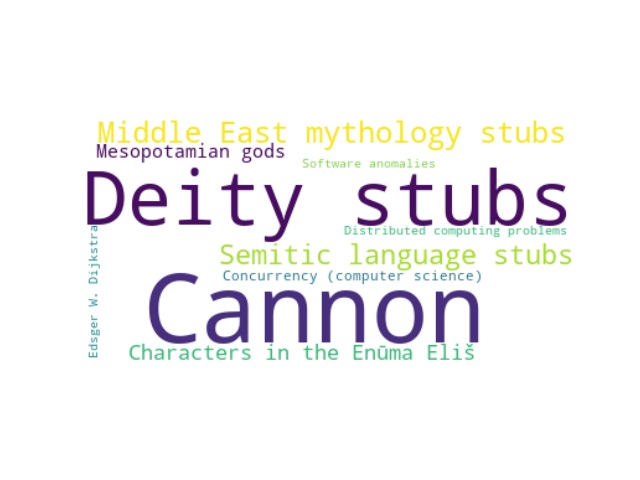 Middle East mythology stubs
Mesopotamian gods
Software anomalies
Deity stubs
Distributed computing problems
Edsger W. Dijkstra
Semitic language stubs
Concurrency (computer science)
Cannon
Characters in the Enūma Eliš